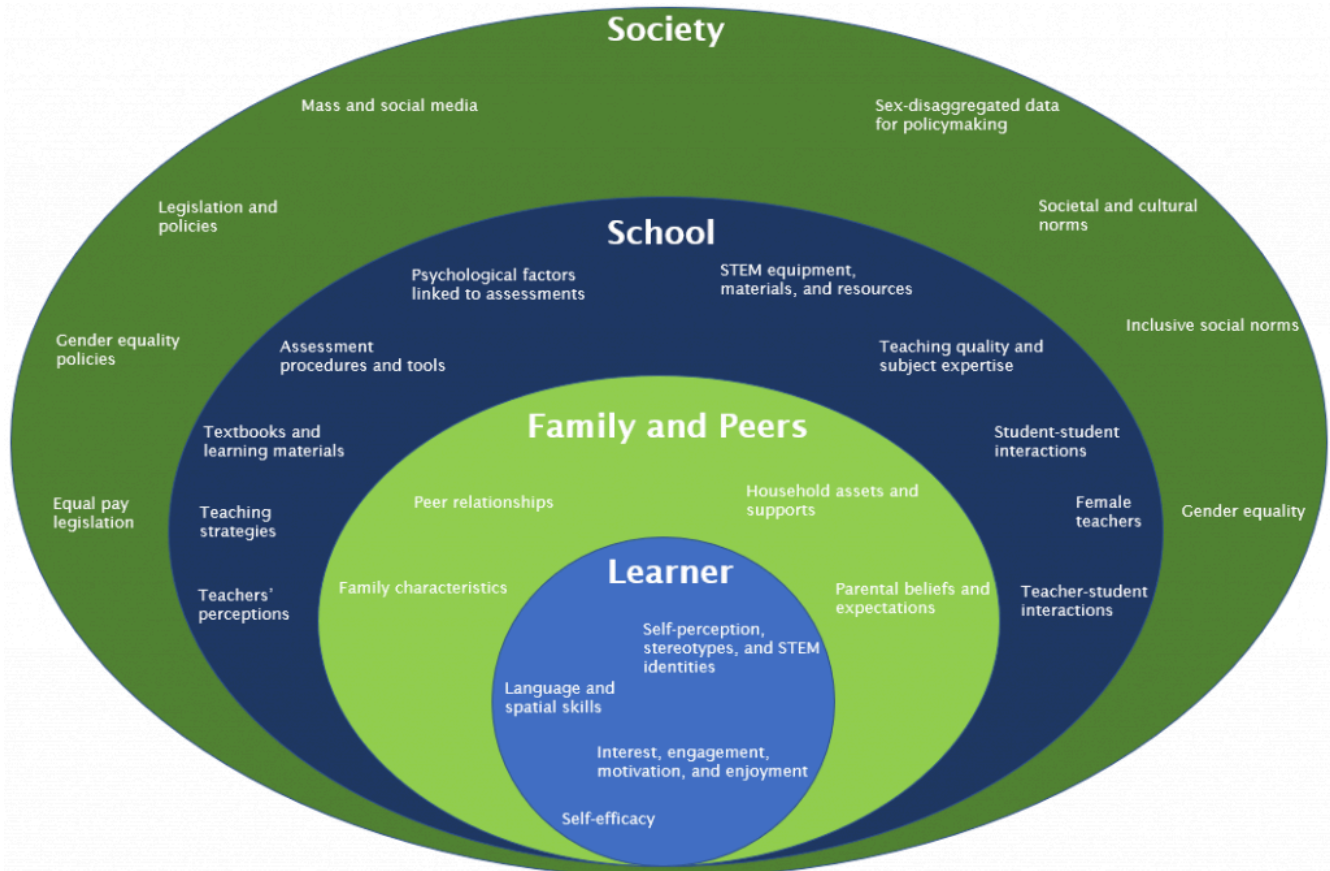 Society
Mass and social media
Sex-disaggregated data
for policymaking
Legislation and
policies
Societal and cultural
norms
Gender equality
policies
Inclusive social norms
Equal pay
legislation
Gender equality
School
Psychological factors
linked to assessments
STEM equipment,
materials, and resources
Assessment
procedures and tools
Teaching quality and
subject expertise
Textbooks and
learning materials
Student-student
interactions
Teaching
strategies
Female
teachers
Teachers’
perceptions
Teacher-student
interactions
Family and Peers
Peer relationships
Household assets and
supports
Family characteristics
Parental beliefs and
expectations
Learner
Self-perception,
stereotypes, and STEM
identities
Language and
spatial skills
Interest, engagement,
motivation, and enjoyment
Self-efficacy